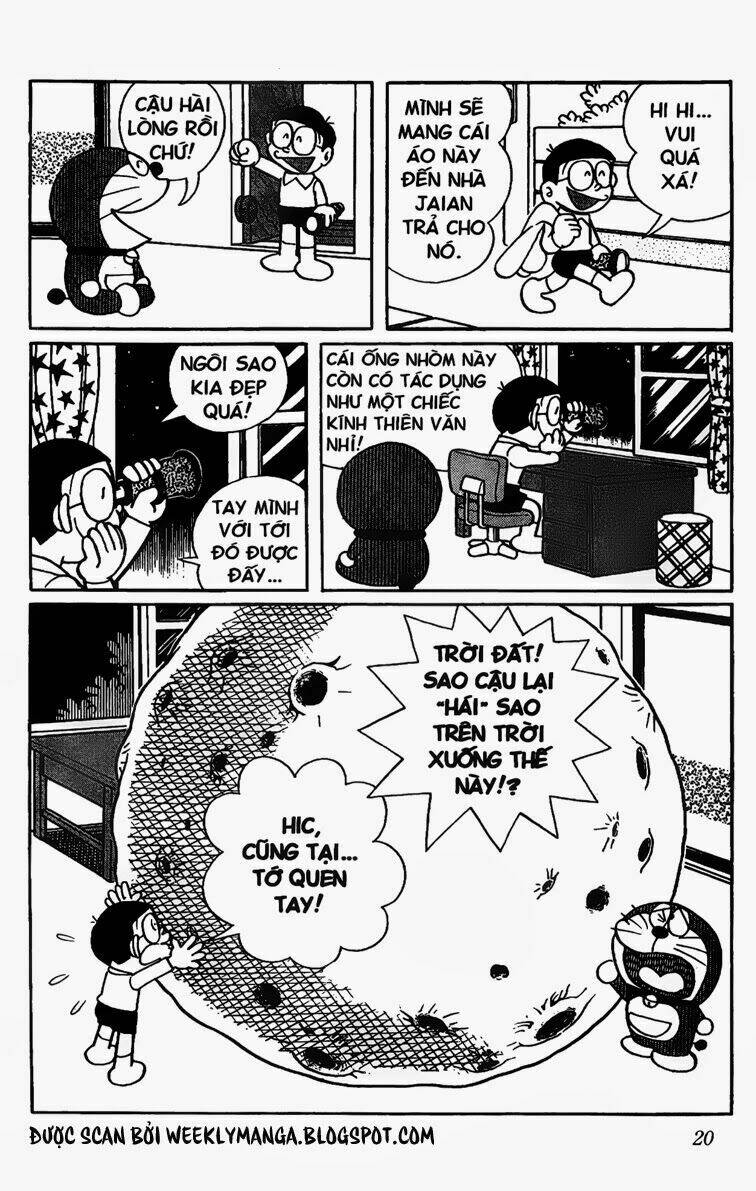 CẬU HÀI
LÒNG RỒI
CHỨ!
MÌNH SẼ
MANG CÁI
ÁO NÀY
ĐẾN NHÀ
JAIAN
TRẢ CHO
NÓ.
HI HI...
VUI
QUÁ
XÁ!
NGÔI SAO
KIA ĐẸP
QUÁ!
TAY MÌNH
VỚI TỚI
ĐÓ ĐƯỢC
ĐẤY...
CÁI ỐNG NHÒM NÀY
CÒN CÓ TÁC DỤNG
NHƯ MỘT CHIẾC
KÍNH THIÊN VĂN
NHỈ!
TRỜI ĐẤT!
SAO CẬU LẠI
“HÁI” SAO
TRÊN TRỜI
XUỐNG THẾ
NÀY!?
HIC,
CŨNG TẠI...
TỚ QUEN
TAY!
ĐƯỢC SCAN BỞI WEEKLYMANGA.BLOGSPOT.COM
20